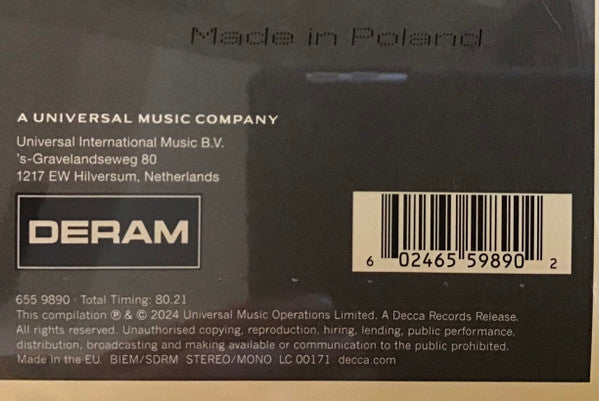 Made in Poland
A UNIVERSAL MUSIC COMPANY
Universal International Music B.V.
's-Gravelandseweg 80
1217 EW Hilversum, Netherlands
DERAM
6 02465 59890 2
655 9890 · Total Timing: 80.21
This compilation ℗ & © 2024 Universal Music Operations Limited. A Decca Records Release.
All rights reserved. Unauthorised copying, reproduction, hiring, lending, public performance,
distribution, broadcasting and making available or communication to the public prohibited.
Made in the EU. BIEM/SDRM STEREO/MONO LC 00171 decca.com